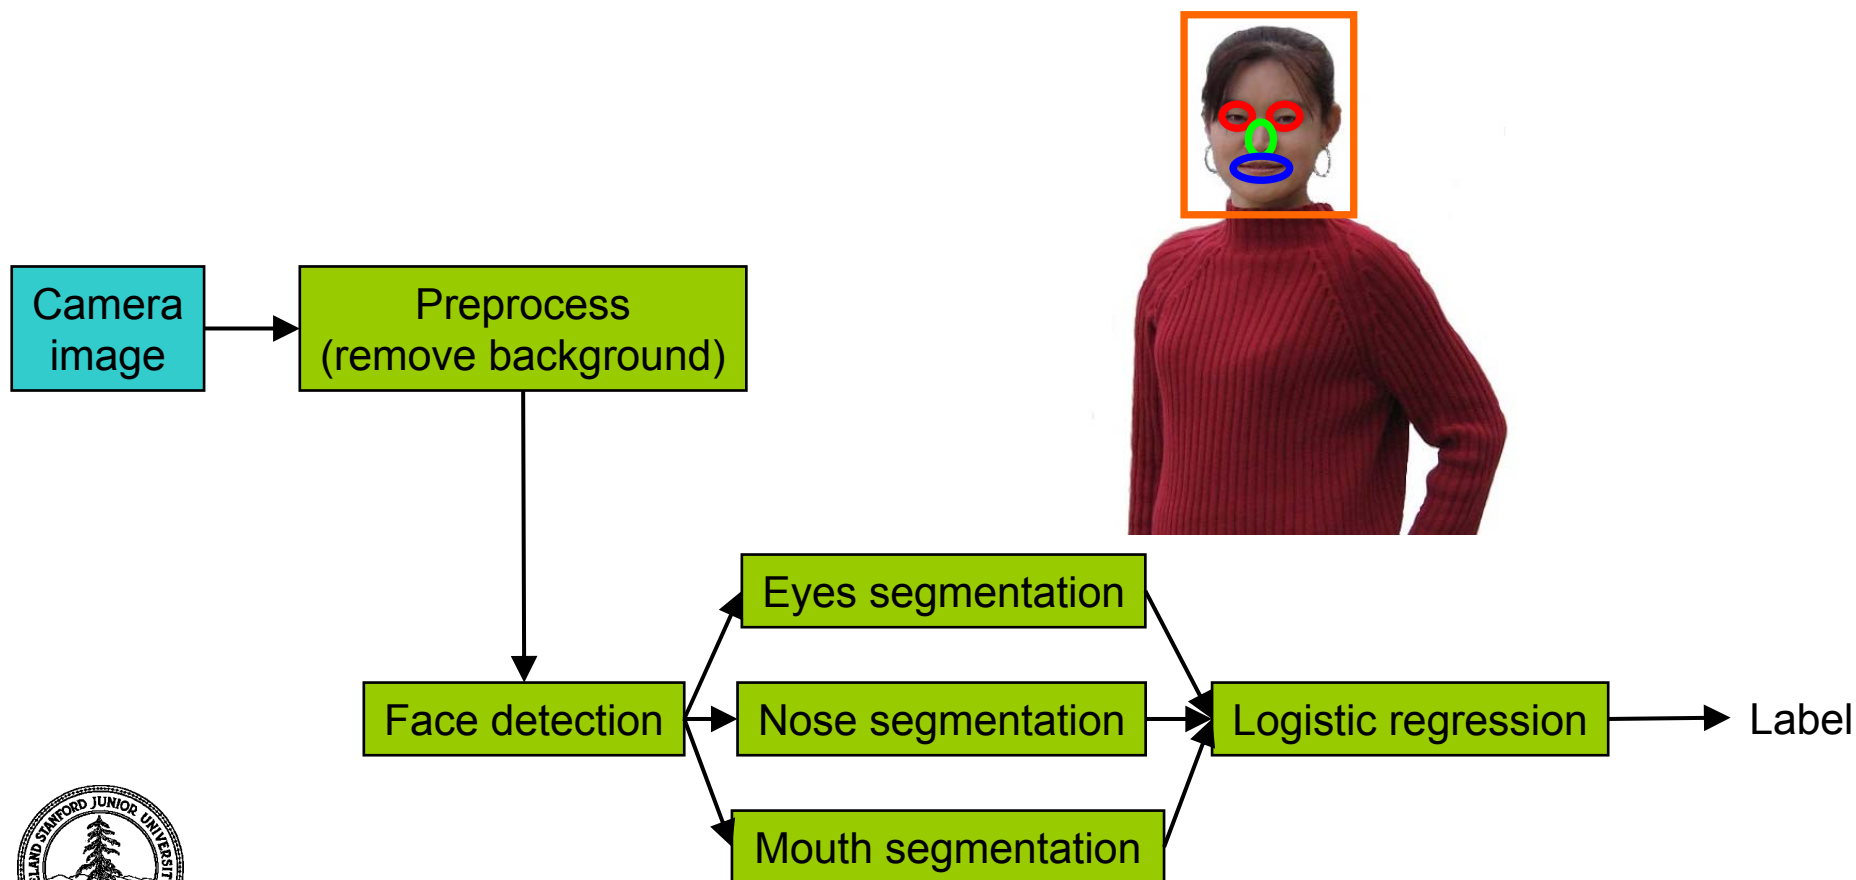 Camera
image
Preprocess
(remove background)
Eyes segmentation
Face detection
Nose segmentation
Logistic regression
Label
Mouth segmentation
STANFORD JUNIOR